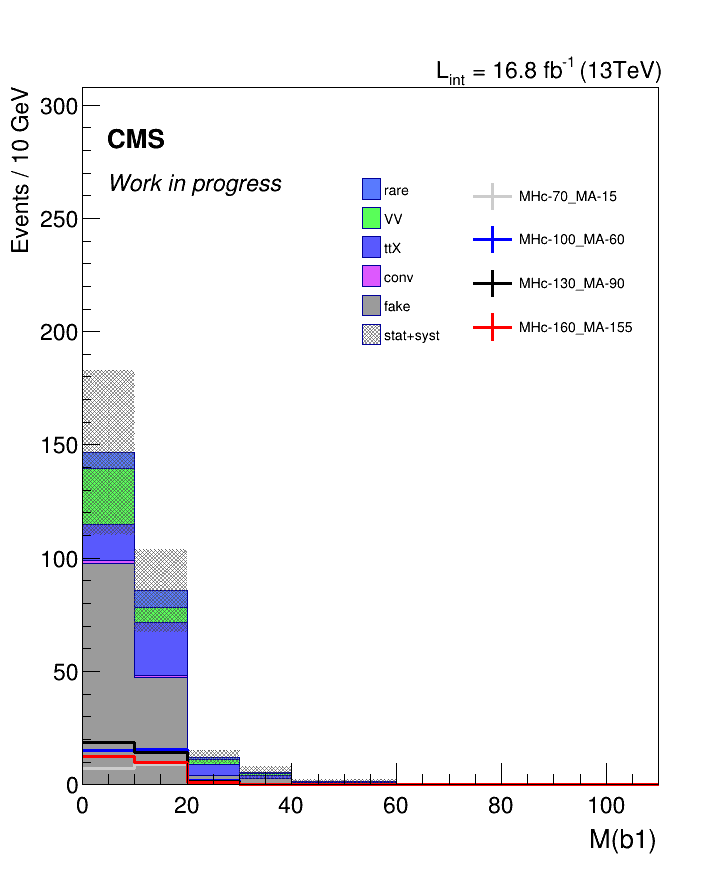 L_int = 16.8 fb^-1 (13TeV)
Events / 10 GeV
300
250
200
150
100
50
0
CMS
Work in progress
rare
VV
ttX
conv
fake
stat+syst
MHc-70_MA-15
MHc-100_MA-60
MHc-130_MA-90
MHc-160_MA-155
0 20 40 60 80 100
M(b1)